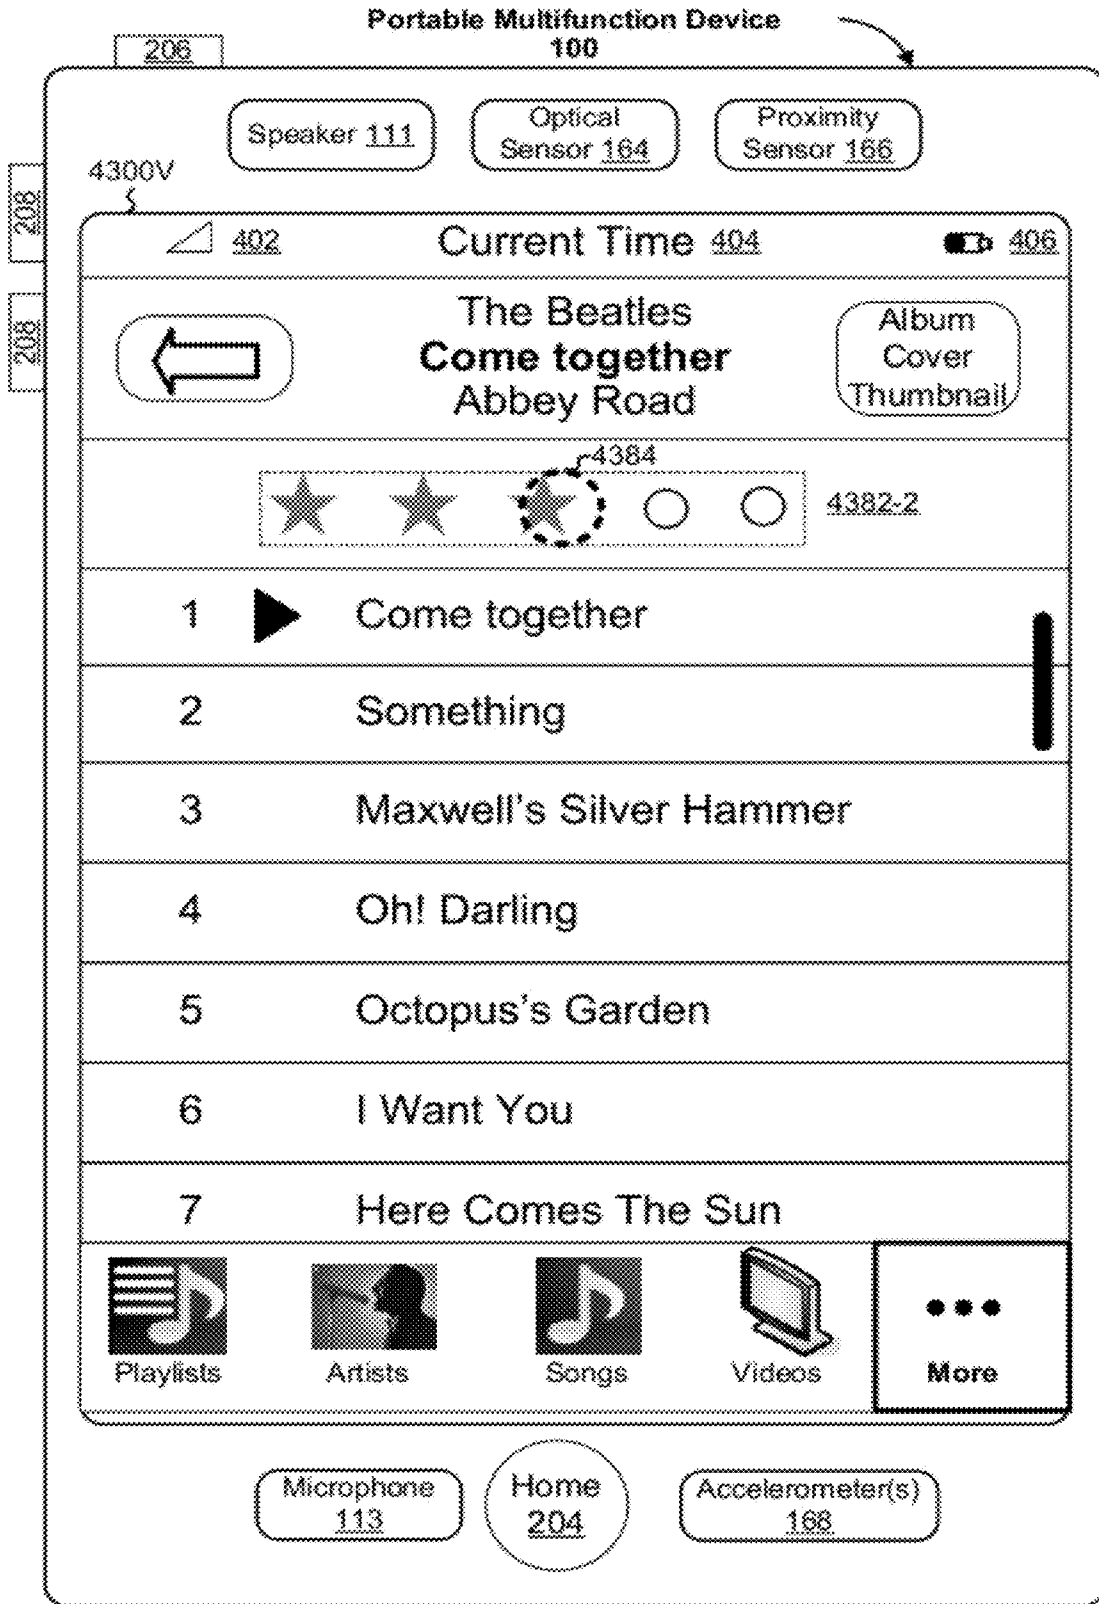 Portable Multifunction Device
100
206
Speaker 111
Optical
Sensor 164
Proximity
Sensor 166
4300V
208
208
402
Current Time 404
406
The Beatles
Come together
Abbey Road
Album
Cover
Thumbnail
4384
4382-2
1 Come together
2 Something
3 Maxwell's Silver Hammer
4 Oh! Darling
5 Octopus's Garden
6 I Want You
7 Here Comes The Sun
Playlists
Artists
Songs
Videos
More
Microphone
113
Home
204
Accelerometer(s)
168